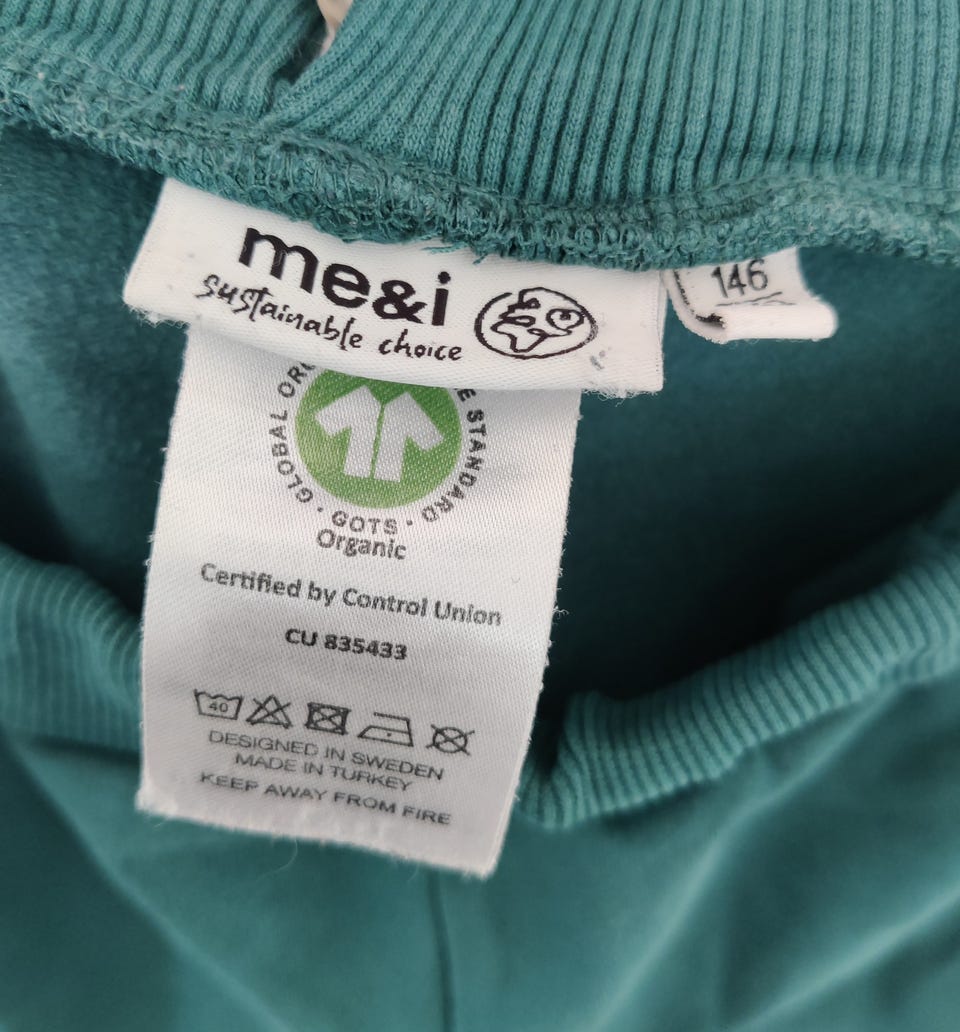 me&i
sustainable choice
146
GLOBAL STANDARD
GOTS
Organic
Certified by Control Union
CU 835433
40
DESIGNED IN SWEDEN
MADE IN TURKEY
KEEP AWAY FROM FIRE